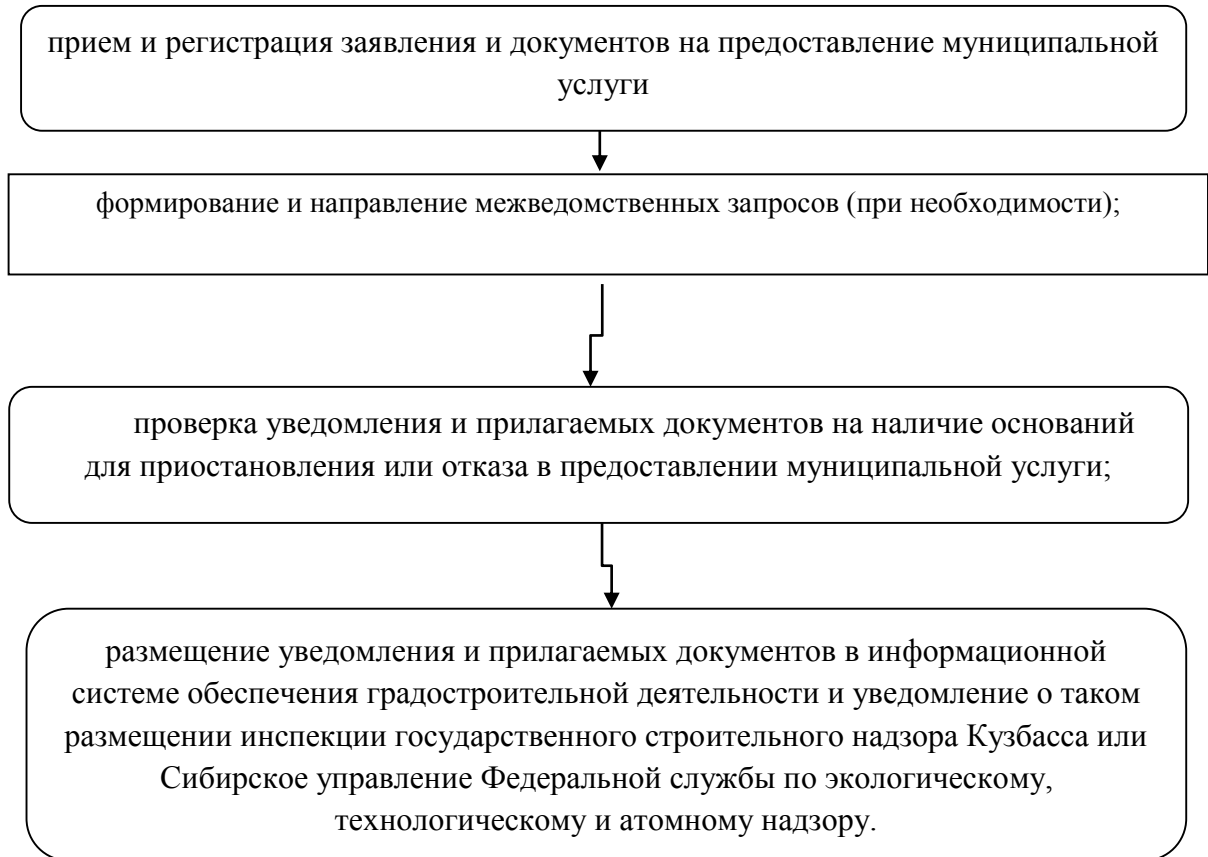 прием и регистрация заявления и документов на предоставление муниципальной
услуги
формирование и направление межведомственных запросов (при необходимости);
проверка уведомления и прилагаемых документов на наличие оснований
для приостановления или отказа в предоставлении муниципальной услуги;
размещение уведомления и прилагаемых документов в информационной
системе обеспечения градостроительной деятельности и уведомление о таком
размещении инспекции государственного строительного надзора Кузбасса или
Сибирское управление Федеральной службы по экологическому,
технологическому и атомному надзору.